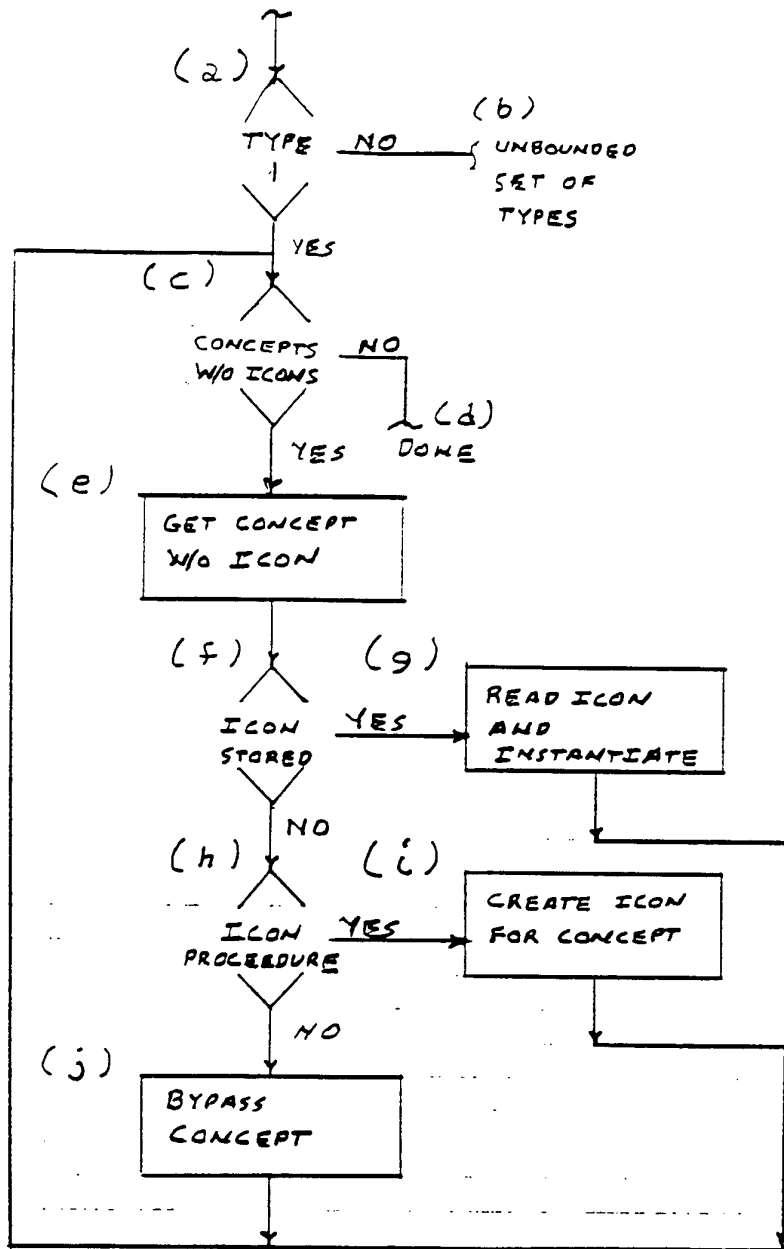 (a)
TYPE
1
NO
(b)
UNBOUNDED
SET OF
TYPES
YES
(c)
CONCEPTS
W/O ICONS
NO
(d)
DONE
YES
(e)
GET CONCEPT
W/O ICON
(f)
ICON
STORED
YES
(g)
READ ICON
AND
INSTANTIATE
NO
(h)
ICON
PROCEEDURE
YES
(i)
CREATE ICON
FOR CONCEPT
NO
(j)
BYPASS
CONCEPT